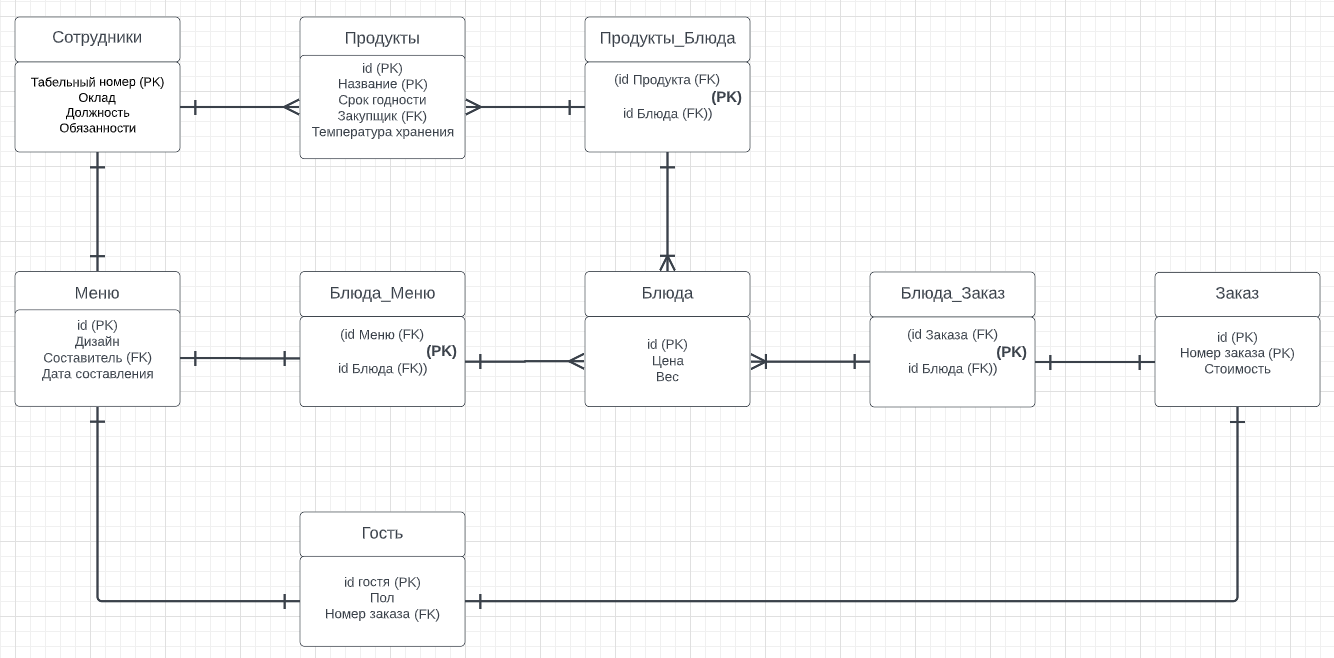 Сотрудники
Табельный номер (PK)
Оклад
Должность
Обязанности
Продукты
id (PK)
Название (PK)
Срок годности
Закупщик (FK)
Температура хранения
Продукты_Блюда
(id Продукта (FK)
(PK)
id Блюда (FK))
Меню
id (PK)
Дизайн
Составитель (FK)
Дата составления
Блюда_Меню
(id Меню (FK)
(PK)
id Блюда (FK))
Блюда
id (PK)
Цена
Вес
Блюда_Заказ
(id Заказа (FK)
(PK)
id Блюда (FK))
Заказ
id (PK)
Номер заказа (PK)
Стоимость
Гость
id гостя (PK)
Пол
Номер заказа (FK)